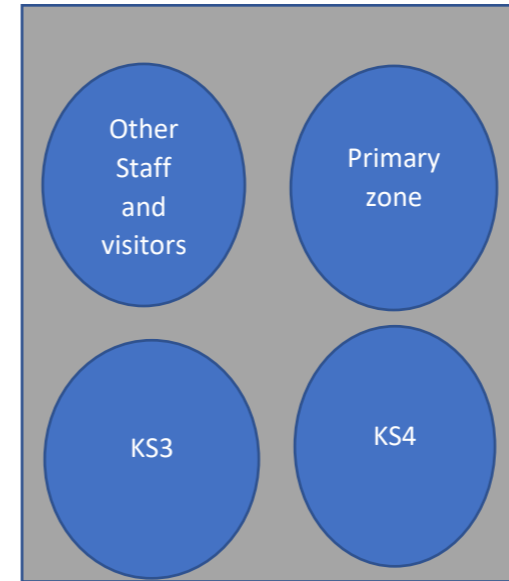 Other
Staff
and
visitors
Primary
zone
KS3
KS4